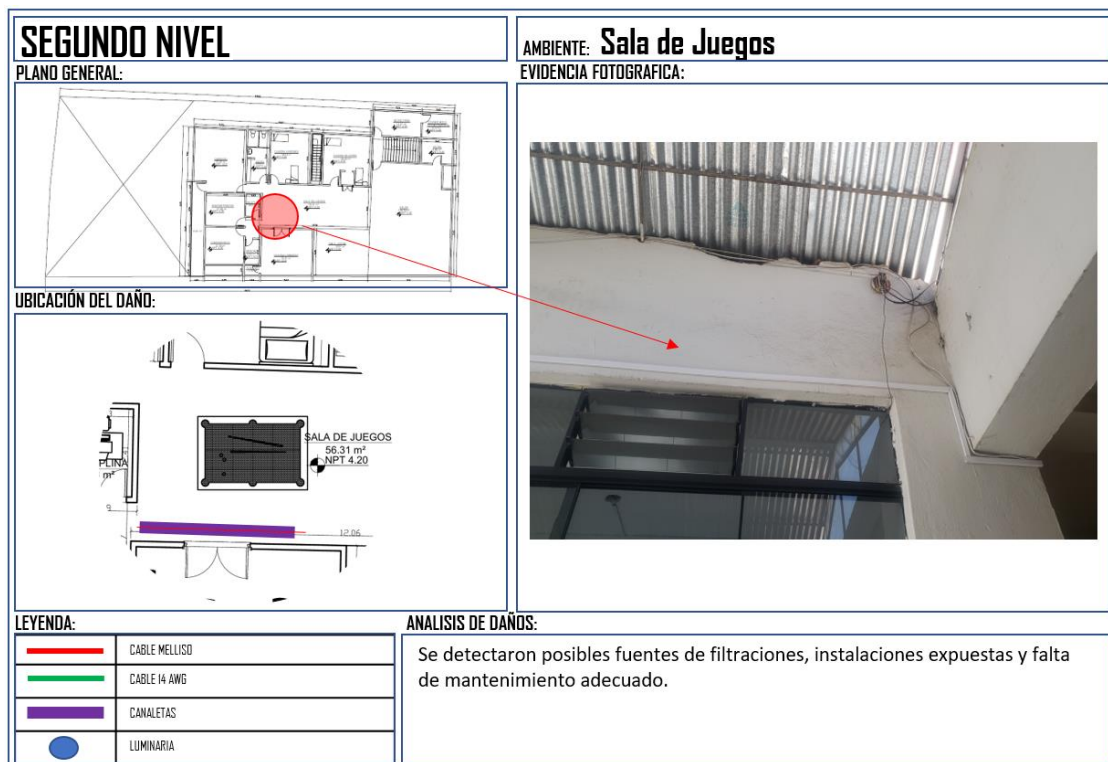 SEGUNDO NIVEL
AMBIENTE: Sala de Juegos
PLANO GENERAL:
EVIDENCIA FOTOGRAFICA:
UBICACIÓN DEL DAÑO:
SALA DE JUEGOS
56.31 m²
NPT 4.20
PLINA
m²
9
12.06
LEYENDA:
CABLE MELLISO
CABLE 14 AWG
CANALETAS
LUMINARIA
ANALISIS DE DAÑOS:
Se detectaron posibles fuentes de filtraciones, instalaciones expuestas y falta
de mantenimiento adecuado.